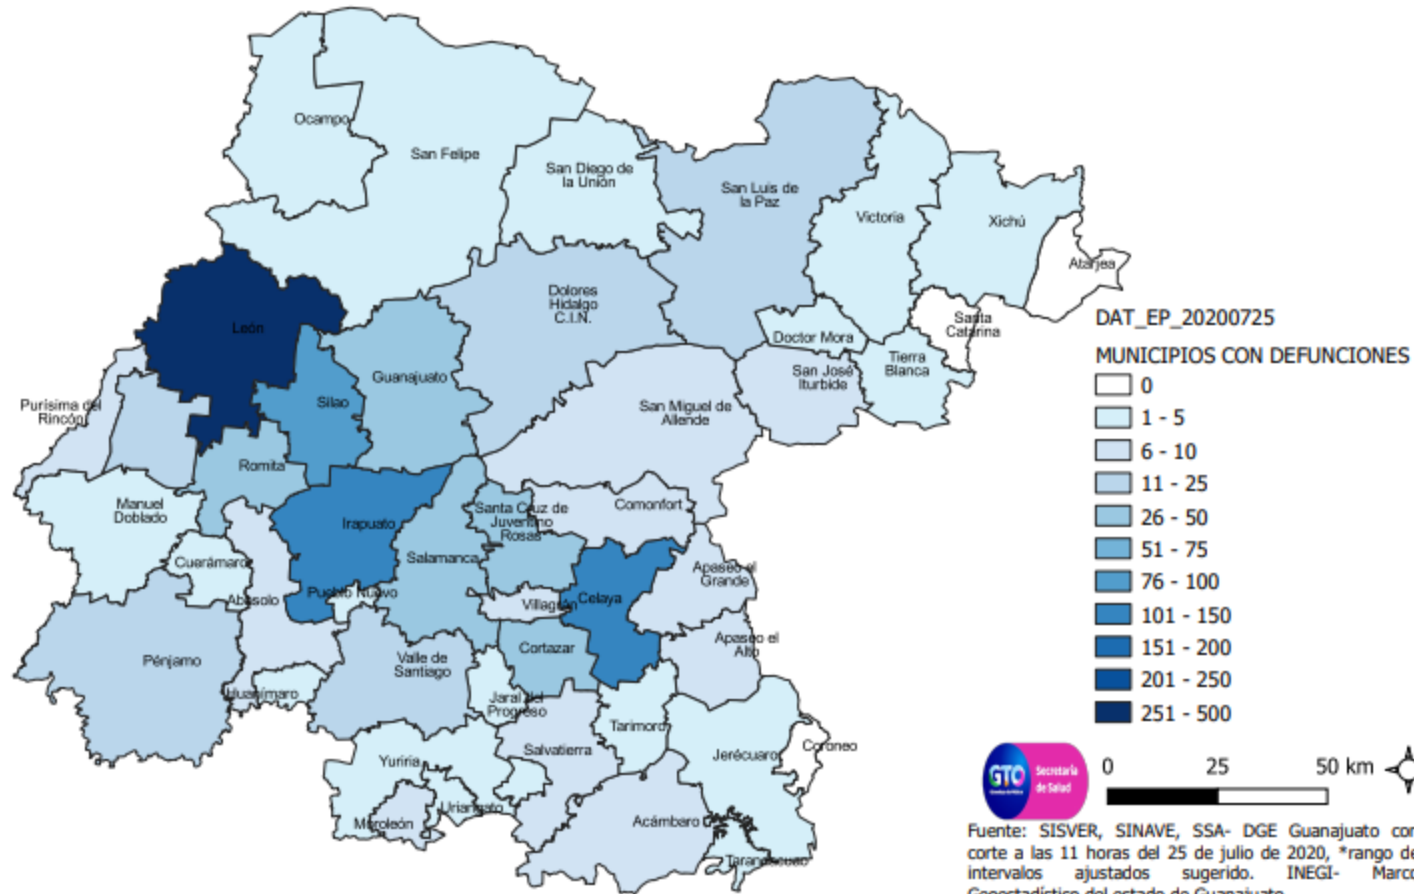 Ocampo
San Felipe
San Diego de
la Unión
San Luis de
la Paz
Victoria
Xichú
Atarjea
León
Dolores
Hidalgo
C.I.N.
Doctor Mora
Santa
Catarina
Tierra
Blanca
San José
Iturbide
Guanajuato
Silao
San Miguel de
Allende
Purísima del
Rincón
Romita
Manuel
Doblado
Irapuato
Santa Cruz de
Juventino
Rosas
Comonfort
Cuerámaro
Salamanca
Apaseo el
Grande
Abasolo
Pueblo Nuevo
Villagrán
Celaya
Pénjamo
Valle de
Santiago
Cortazar
Apaseo el
Alto
Huanímaro
Jaral del
Progreso
Tarimoro
Yuriria
Salvatierra
Jerécuaro
Coroneo
Moroleón
Uriangato
Acámbaro
Tarandacuao
DAT_EP_20200725
MUNICIPIOS CON DEFUNCIONES
0
1 - 5
6 - 10
11 - 25
26 - 50
51 - 75
76 - 100
101 - 150
151 - 200
201 - 250
251 - 500
GTO
Secretaría
de Salud
0 25 50 km
Fuente: SISVER, SINAVE, SSA- DGE Guanajuato con
corte a las 11 horas del 25 de julio de 2020, *rango de
intervalos ajustados sugerido. INEGI- Marco
Geoestadístico del estado de Guanajuato